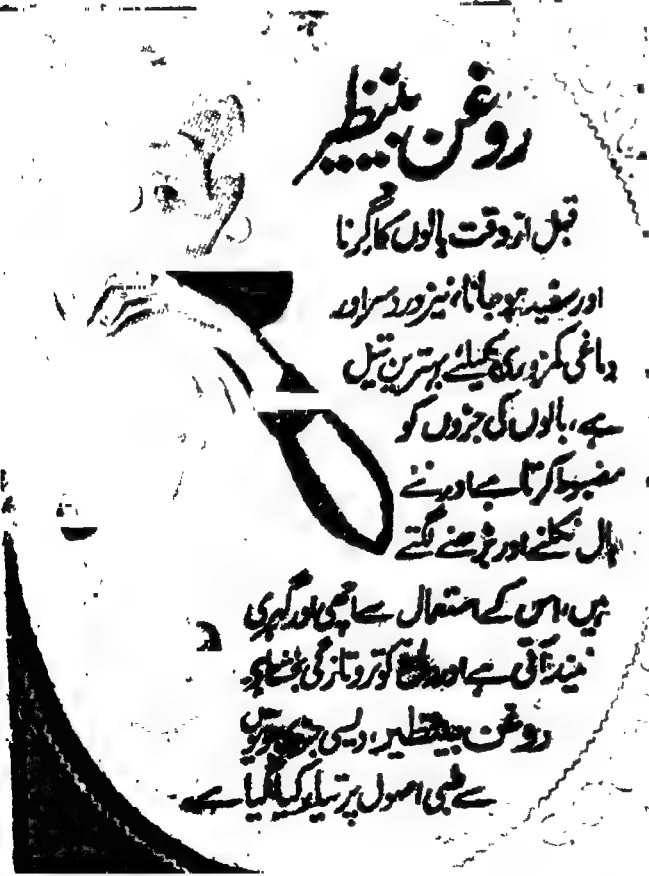 روغن بینظیر
قبل از وقت بالوں کا گرنا
اور سفید ہو جانا، نیز درد سر اور
دماغی کمزوری کیلئے بہترین تیل
ہے، بالوں کی جڑوں کو
مضبوط کرتا ہے اور نئے
بال نکلنے اور بڑھنے لگتے
ہیں، اس کے استعمال سے اچھی اور گہری
نیند آتی ہے اور دماغ کو تروتازگی بخشتا ہے
روغن بینظیر، دیسی جڑی بوٹیوں
سے طبی اصول پر تیار کیا گیا ہے۔